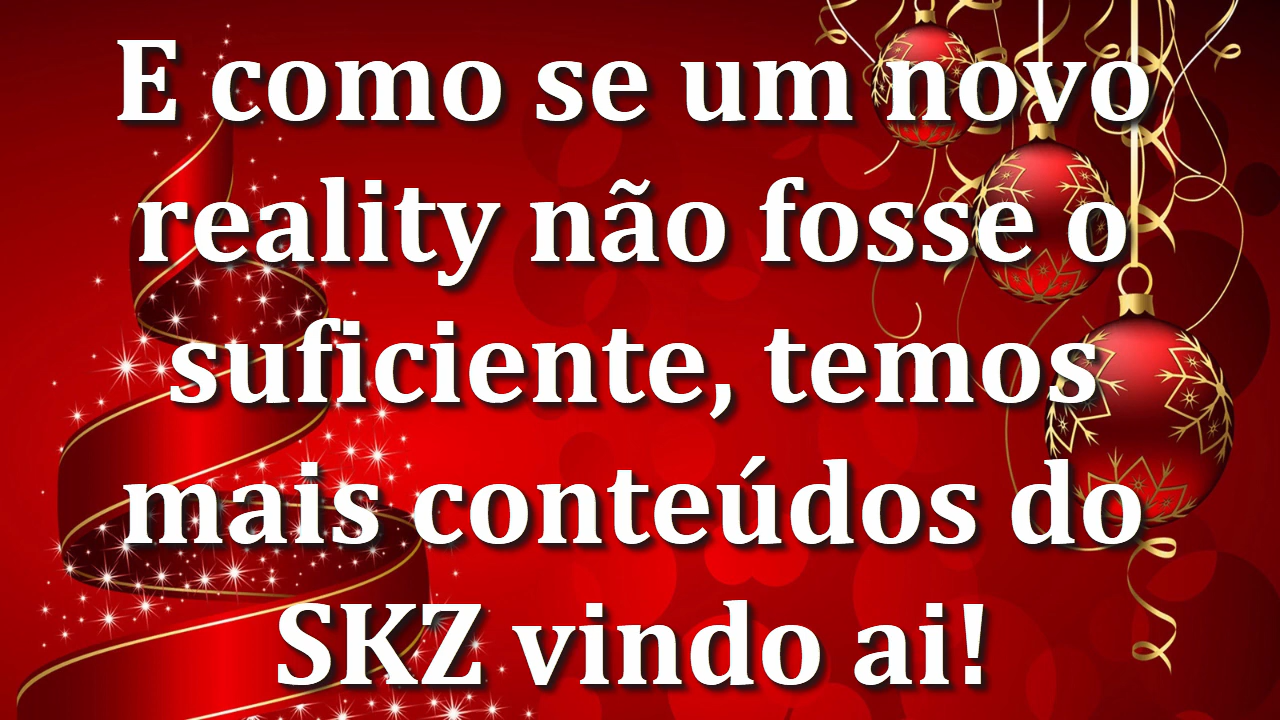 E como se um novo
reality não fosse o
suficiente, temos
mais conteúdos do
SKZ vindo ai!